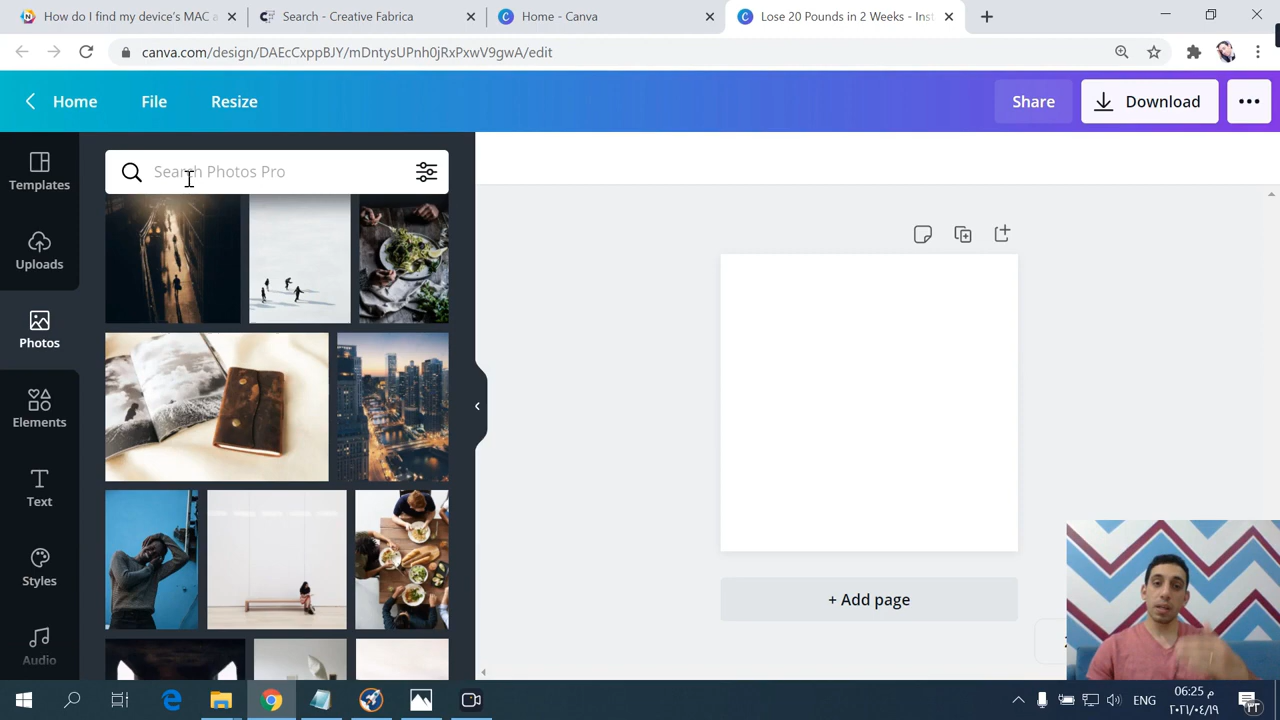 How do I find my device's MAC a
Search - Creative Fabrica
Home - Canva
Lose 20 Pounds in 2 Weeks - Inst
canva.com/design/DAEcCxppBJY/mDntysUPnh0jRxPxwV9gwA/edit
Home
File
Resize
Share
Download
Templates
Uploads
Photos
Elements
Text
Styles
Audio
Search Photos Pro
+ Add page
ENG
06:25 م
٢٠٢١/٠٤/١٩
٢٣